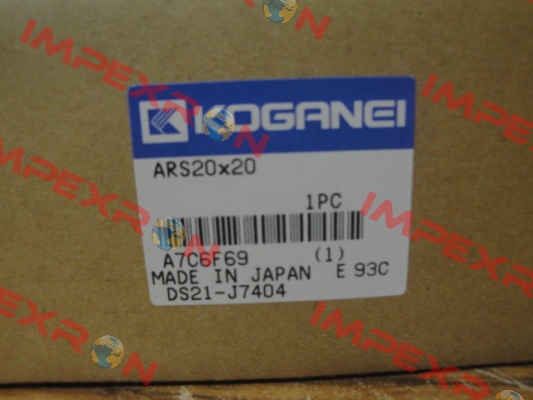 KOGANEI
ARS20x20
1PC
A7C6F69 (1)
MADE IN JAPAN E 93C
DS21-J7404
IMPEXRON
IMPEXRON
IMPEXRON
IMPEXRON
IMPEXRON